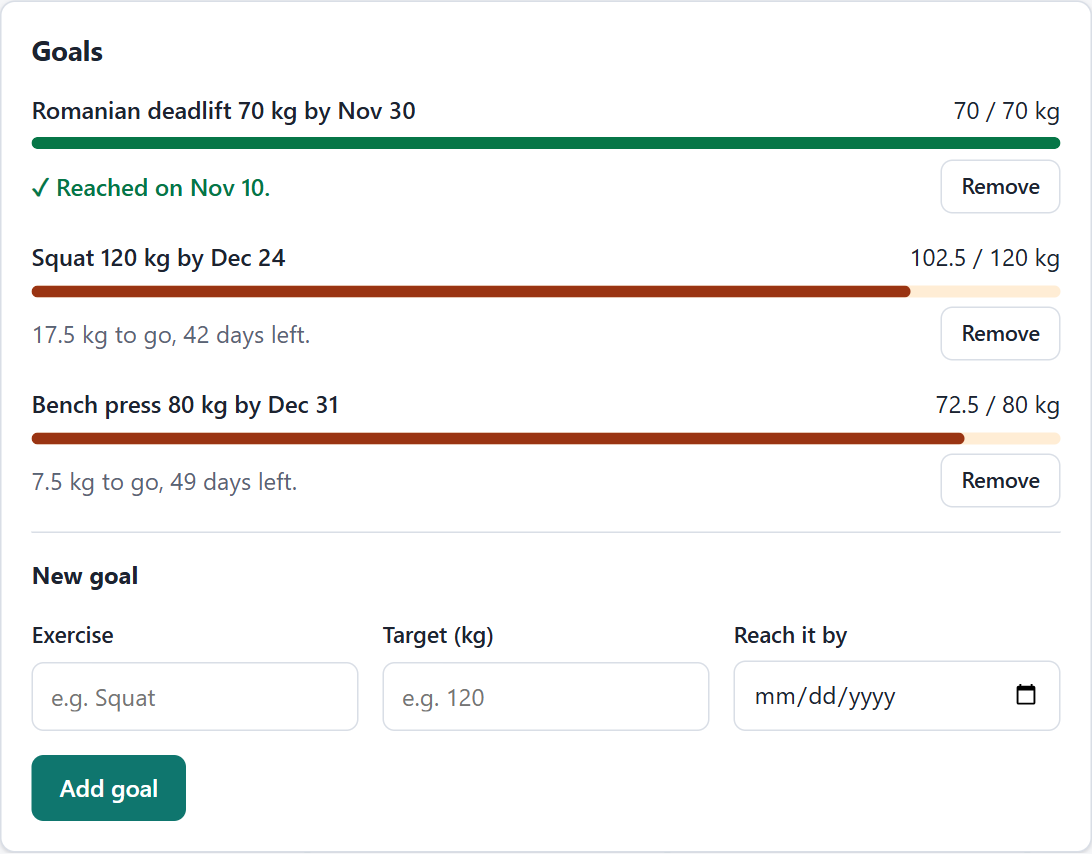 Goals
Romanian deadlift 70 kg by Nov 30 70 / 70 kg
✓ Reached on Nov 10. Remove
Squat 120 kg by Dec 24 102.5 / 120 kg
17.5 kg to go, 42 days left. Remove
Bench press 80 kg by Dec 31 72.5 / 80 kg
7.5 kg to go, 49 days left. Remove
New goal
Exercise Target (kg) Reach it by
e.g. Squat e.g. 120 mm/dd/yyyy
Add goal